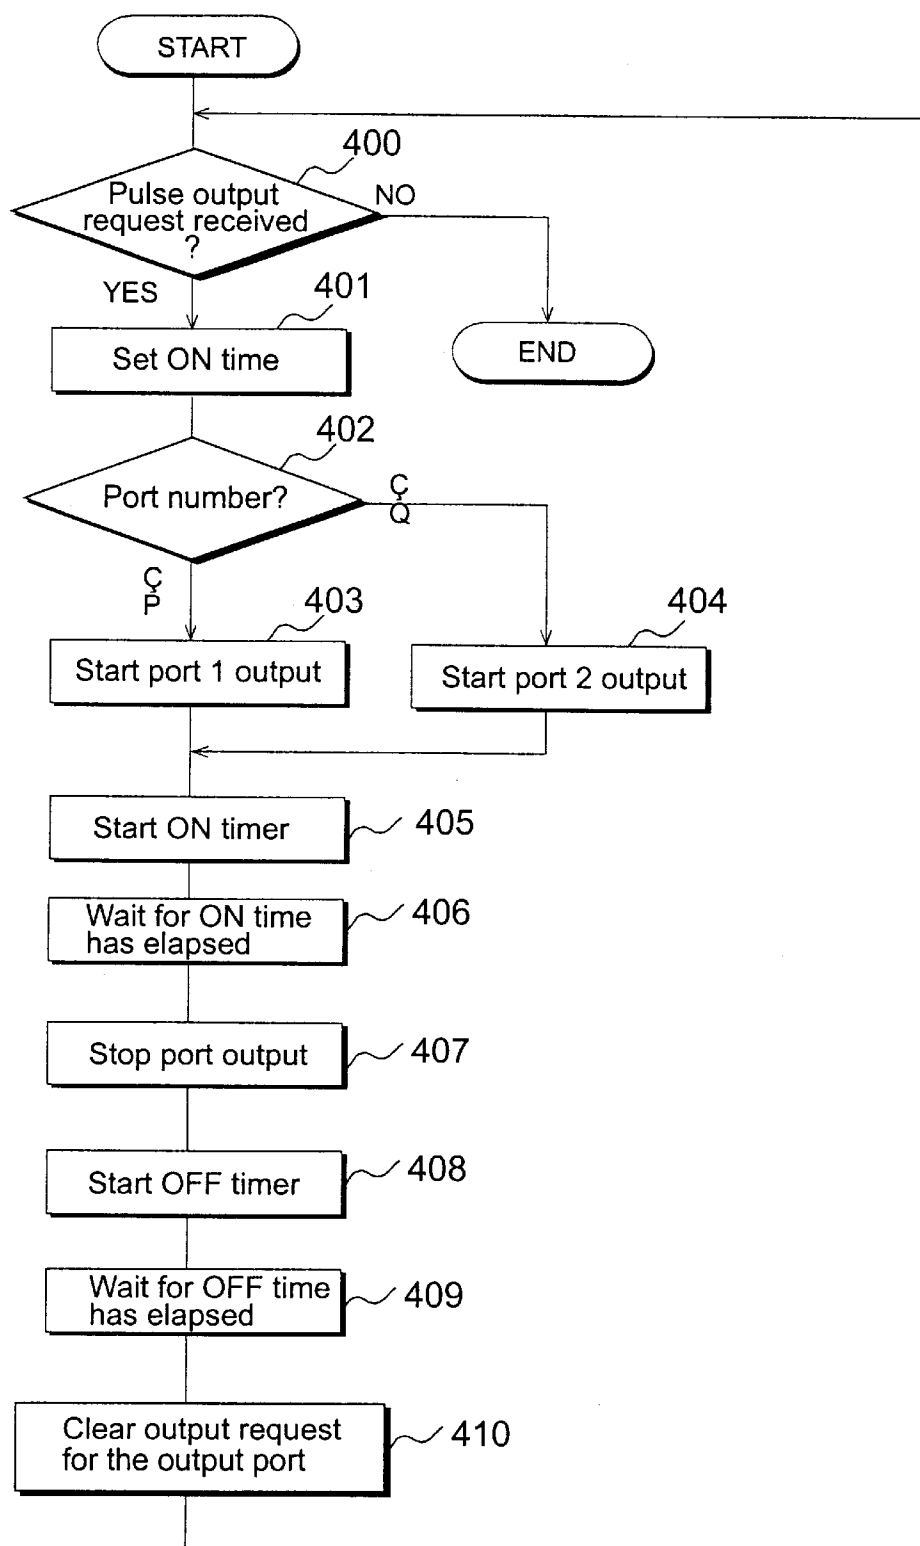 START
400
Pulse output
request received
?
NO
YES
401
Set ON time
END
402
Port number?
Ç
Q
Ç
P
403
404
Start port 1 output
Start port 2 output
Start ON timer
405
Wait for ON time
has elapsed
406
Stop port output
407
Start OFF timer
408
Wait for OFF time
has elapsed
409
Clear output request
for the output port
410